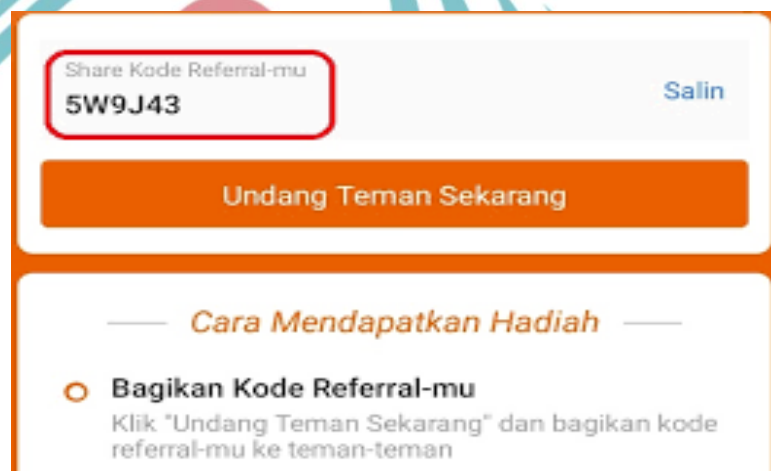 Share Kode Referral-mu
5W9J43
Salin
Undang Teman Sekarang
Cara Mendapatkan Hadiah
Bagikan Kode Referral-mu
Klik "Undang Teman Sekarang" dan bagikan kode
referral-mu ke teman-teman